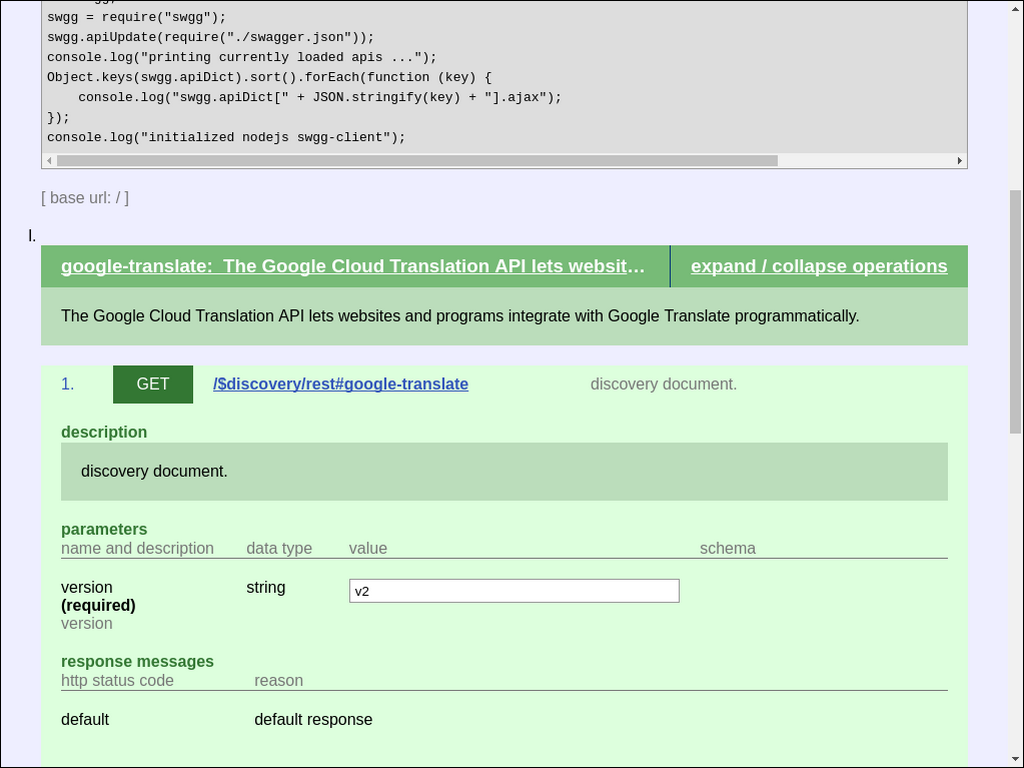 swgg = require("swgg");
swgg.apiUpdate(require("./swagger.json"));
console.log("printing currently loaded apis ...");
Object.keys(swgg.apiDict).sort().forEach(function (key) {
    console.log("swgg.apiDict[" + JSON.stringify(key) + "].ajax");
});
console.log("initialized nodejs swgg-client");
[ base url: / ]
I.
google-translate:  The Google Cloud Translation API lets websit… expand / collapse operations
The Google Cloud Translation API lets websites and programs integrate with Google Translate programmatically.
1. GET /$discovery/rest#google-translate discovery document.
description
discovery document.
parameters
name and description data type value schema
version string v2
(required)
version
response messages
http status code reason
default default response